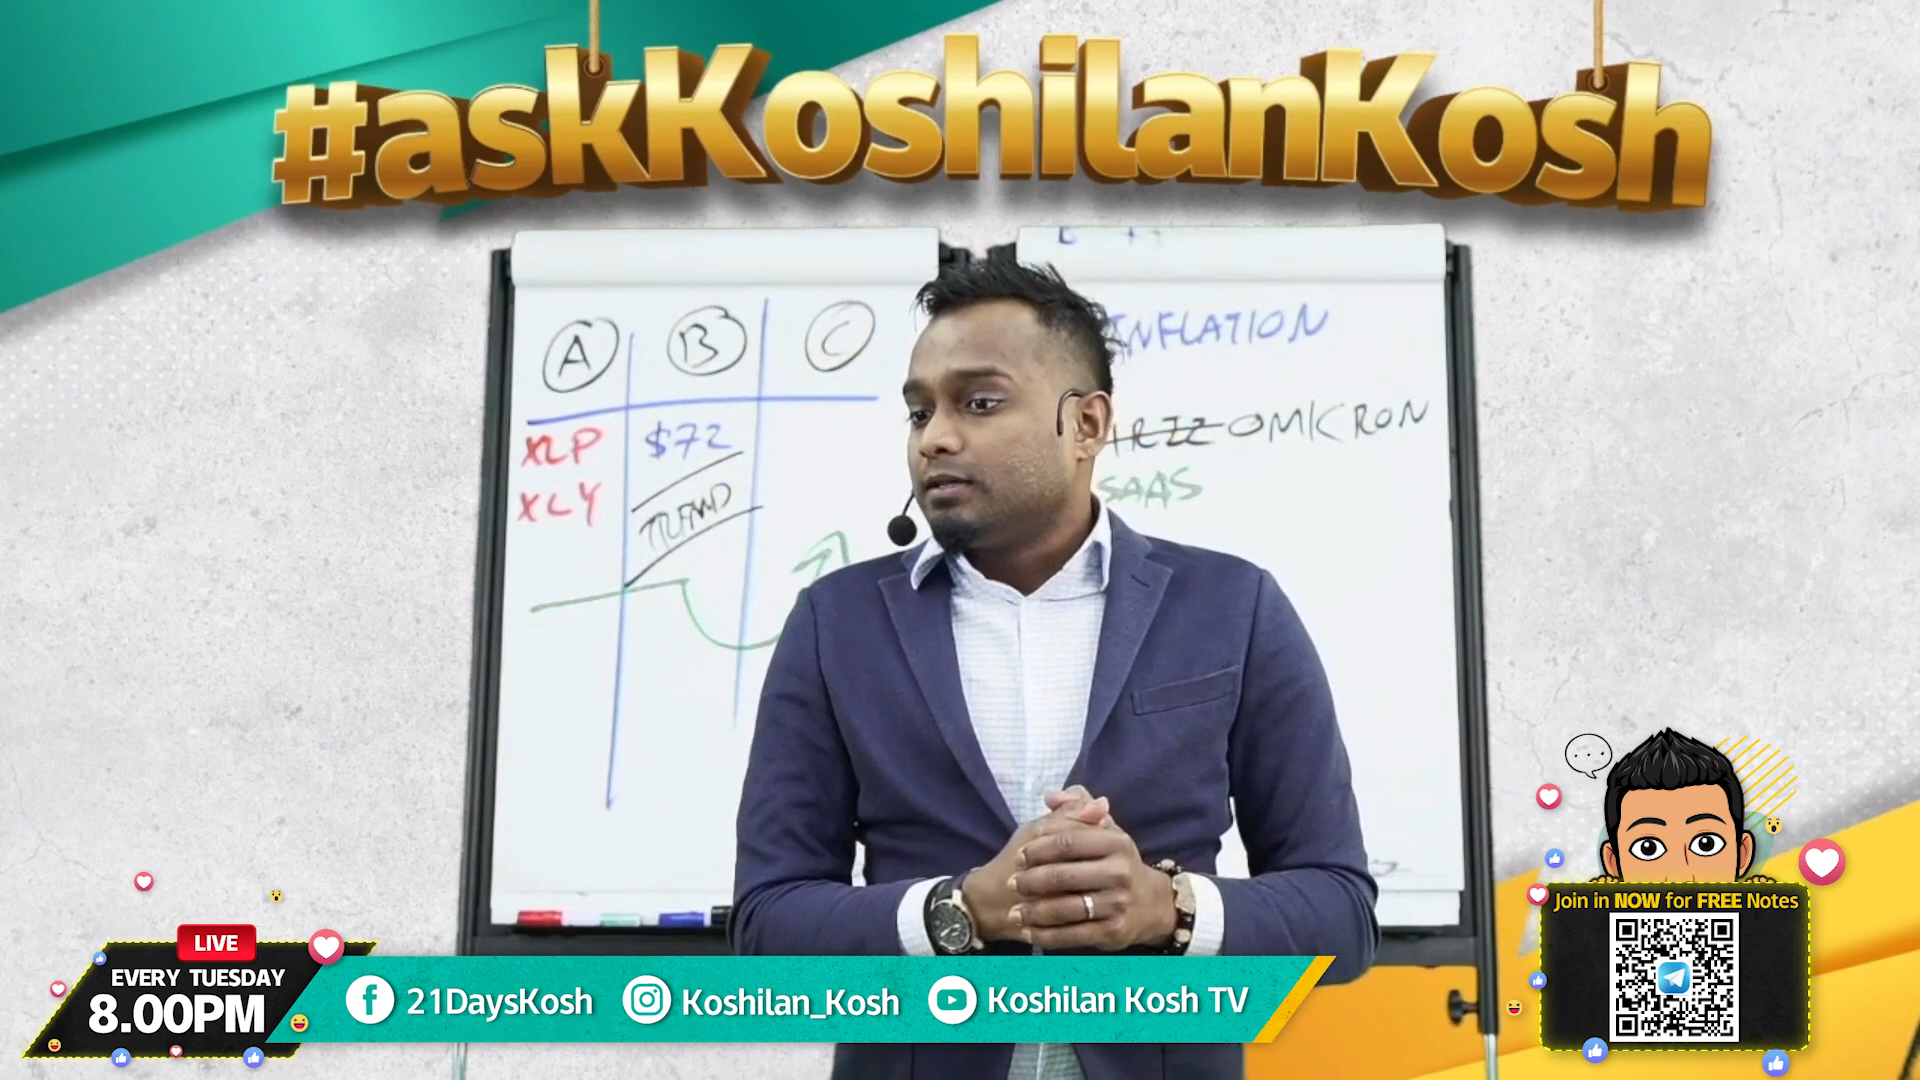 #askKoshilanKosh
A B C
XLP $72
XLY
TREND
INFLATION
OMICRON
SAAS
LIVE
EVERY TUESDAY
8.00PM
21DaysKosh
Koshilan_Kosh
Koshilan Kosh TV
Join in NOW for FREE Notes